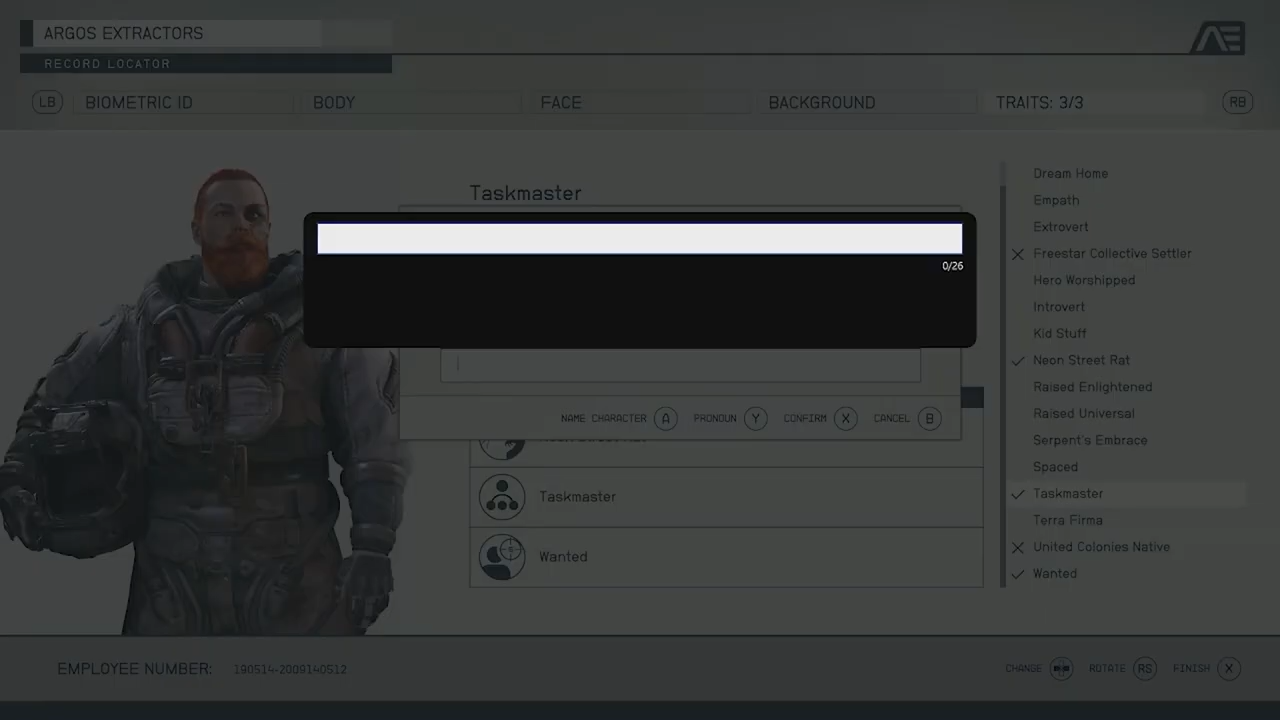 ARGOS EXTRACTORS
RECORD LOCATOR
LB BIOMETRIC ID BODY FACE BACKGROUND TRAITS: 3/3 RB
Taskmaster
0/26
NAME CHARACTER A PRONOUN Y CONFIRM X CANCEL B
Taskmaster
Wanted
Dream Home
Empath
Extrovert
Freestar Collective Settler
Hero Worshipped
Introvert
Kid Stuff
Neon Street Rat
Raised Enlightened
Raised Universal
Serpent's Embrace
Spaced
Taskmaster
Terra Firma
United Colonies Native
Wanted
EMPLOYEE NUMBER: 190514-2009140512
CHANGE ROTATE RS FINISH X